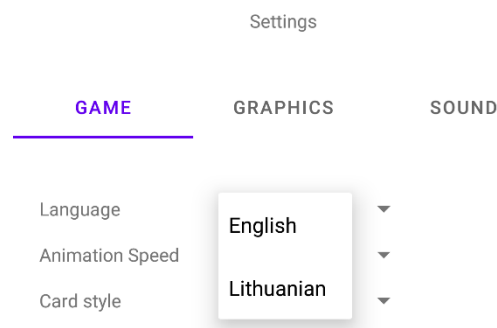 Settings
GAME GRAPHICS SOUND
Language
English
Animation Speed
Lithuanian
Card style